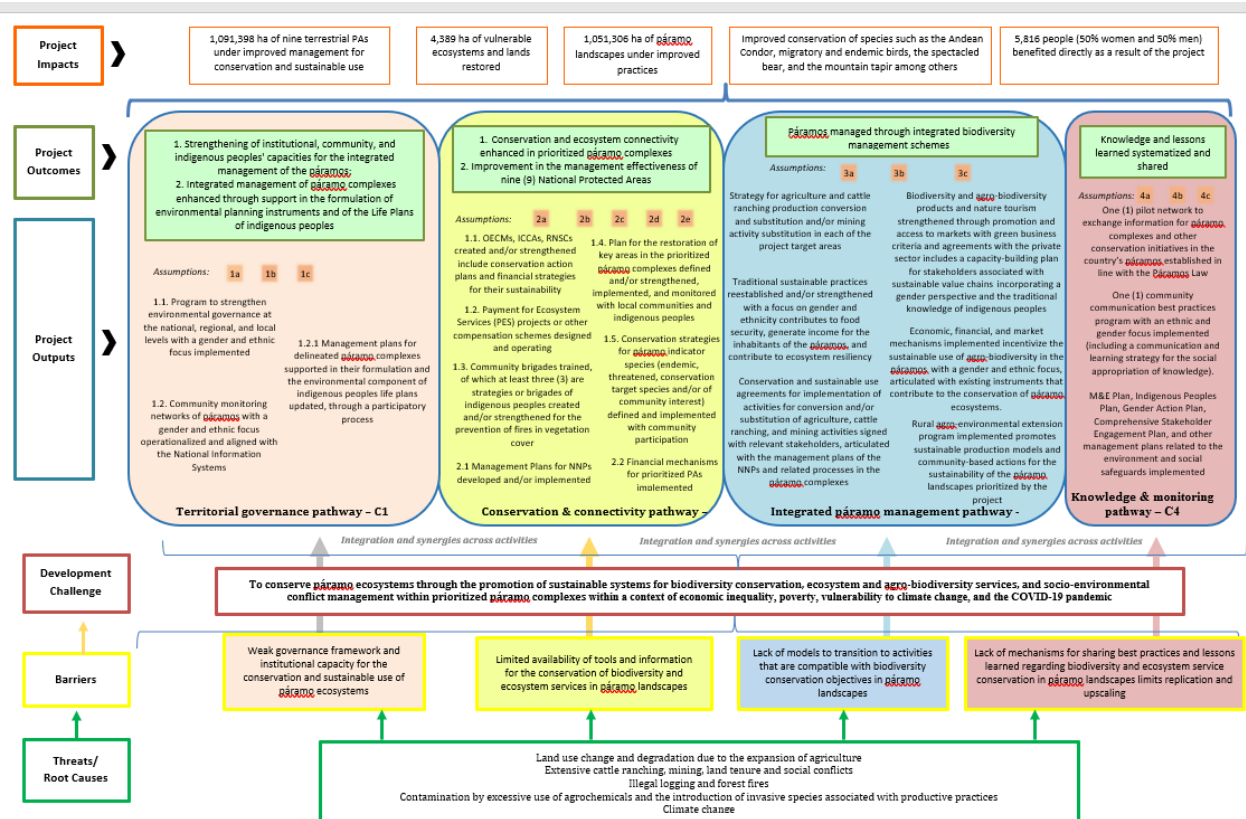 Project
Impacts
1,091,398 ha of nine terrestrial PAs
under improved management for
conservation and sustainable use
4,389 ha of vulnerable
ecosystems and lands
restored
1,051,306 ha of páramo
landscapes under improved
practices
Improved conservation of species such as the Andean
Condor, migratory and endemic birds, the spectacled
bear, and the mountain tapir among others
5,816 people (50% women and 50% men)
benefited directly as a result of the project
Project
Outcomes
1. Strengthening of institutional, community, and
indigenous peoples' capacities for the integrated
management of the páramos;
2. Integrated management of páramo complexes
enhanced through support in the formulation of
environmental planning instruments and of the Life Plans
of indigenous peoples
1. Conservation and ecosystem connectivity
enhanced in prioritized páramo complexes
2. Improvement in the management effectiveness of
nine (9) National Protected Areas
Páramos managed through integrated biodiversity
management schemes
Knowledge and lessons
learned systematized and
shared
Project
Outputs
Assumptions: 1a 1b 1c
1.1. Program to strengthen
environmental governance at
the national, regional, and local
levels with a gender and ethnic
focus implemented
1.2. Community monitoring
networks of páramos with a
gender and ethnic focus
operationalized and aligned with
the National Information
Systems
1.2.1 Management plans for
delineated páramo complexes
supported in their formulation and
the environmental component of
indigenous peoples life plans
updated, through a participatory
process
Territorial governance pathway – C1
Assumptions: 2a 2b 2c 2d 2e
1.1. OECMs, ICCAs, RNSCs
created and/or strengthened
include conservation action
plans and financial strategies
for their sustainability
1.2. Payment for Ecosystem
Services (PES) projects or other
compensation schemes designed
and operating
1.3. Community brigades trained,
of which at least three (3) are
strategies or brigades of
indigenous peoples created
and/or strengthened for the
prevention of fires in vegetation
cover
2.1 Management Plans for NNPs
developed and/or implemented
1.4. Plan for the restoration of
key areas in the prioritized
páramo complexes defined
and/or strengthened,
implemented, and monitored
with local communities and
indigenous peoples
1.5. Conservation strategies
for páramo indicator
species (endemic,
threatened, conservation
target species and/or of
community interest)
defined and implemented
with community
participation
2.2 Financial mechanisms
for prioritized PAs
implemented
Conservation & connectivity pathway –
Assumptions: 3a 3b 3c
Strategy for agriculture and cattle
ranching production conversion
and substitution and/or mining
activity substitution in each of the
project target areas
Traditional sustainable practices
reestablished and/or strengthened
with a focus on gender and
ethnicity contributes to food
security, generate income for the
inhabitants of the páramos, and
contribute to ecosystem resiliency
Conservation and sustainable use
agreements for implementation of
activities for conversion and/or
substitution of agriculture, cattle
ranching, and mining activities signed
with relevant stakeholders, articulated
with the management plans of the
NNPs and related processes in the
páramo complexes
Biodiversity and agro-biodiversity
products and nature tourism
strengthened through promotion and
access to markets with green business
criteria and agreements with the private
sector includes a capacity-building plan
for stakeholders associated with
sustainable value chains incorporating a
gender perspective and the traditional
knowledge of indigenous peoples
Economic, financial, and market
mechanisms implemented incentivize the
sustainable use of agro-biodiversity in the
páramos, with a gender and ethnic focus,
articulated with existing instruments that
contribute to the conservation of páramo
ecosystems.
Rural agro-environmental extension
program implemented promotes
sustainable production models and
community-based actions for the
sustainability of the páramo
landscapes prioritized by the
project
Integrated páramo management pathway -
Assumptions: 4a 4b 4c
One (1) pilot network to
exchange information for páramo
complexes and other
conservation initiatives in the
country's páramos established in
line with the Páramos Law
One (1) community
communication best practices
program with an ethnic and
gender focus implemented
(including a communication and
learning strategy for the social
appropriation of knowledge).
M&E Plan, Indigenous Peoples
Plan, Gender Action Plan,
Comprehensive Stakeholder
Engagement Plan, and other
management plans related to the
environment and social
safeguards implemented
Knowledge & monitoring
pathway – C4
Integration and synergies across activities
Integration and synergies across activities
Integration and synergies across activities
Development
Challenge
To conserve páramo ecosystems through the promotion of sustainable systems for biodiversity conservation, ecosystem and agro-biodiversity services, and socio-environmental
conflict management within prioritized páramo complexes within a context of economic inequality, poverty, vulnerability to climate change, and the COVID-19 pandemic
Barriers
Weak governance framework and
institutional capacity for the
conservation and sustainable use of
páramo ecosystems
Limited availability of tools and information
for the conservation of biodiversity and
ecosystem services in páramo landscapes
Lack of models to transition to activities
that are compatible with biodiversity
conservation objectives in páramo
landscapes
Lack of mechanisms for sharing best practices and lessons
learned regarding biodiversity and ecosystem service
conservation in páramo landscapes limits replication and
upscaling
Threats/
Root Causes
Land use change and degradation due to the expansion of agriculture
Extensive cattle ranching, mining, land tenure and social conflicts
Illegal logging and forest fires
Contamination by excessive use of agrochemicals and the introduction of invasive species associated with productive practices
Climate change